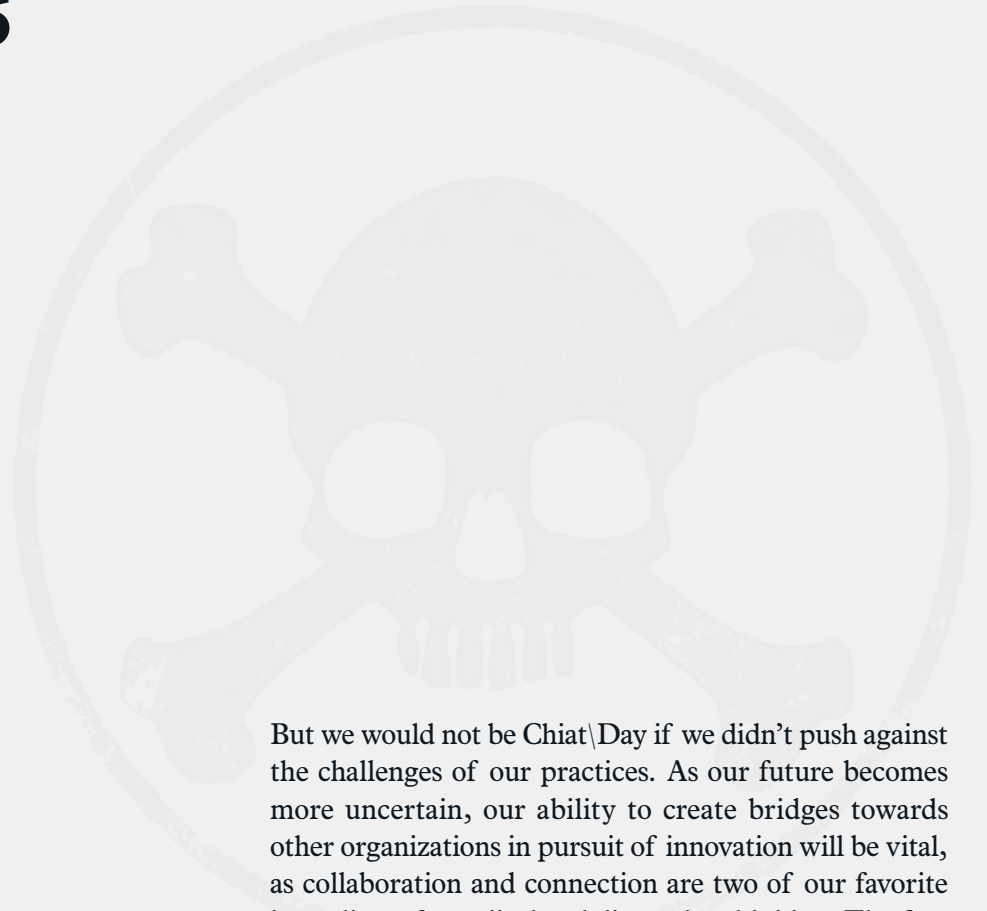 But we would not be Chiat\Day if we didn’t push against
the challenges of our practices. As our future becomes
more uncertain, our ability to create bridges towards
other organizations in pursuit of innovation will be vital,
as collaboration and connection are two of our favorite